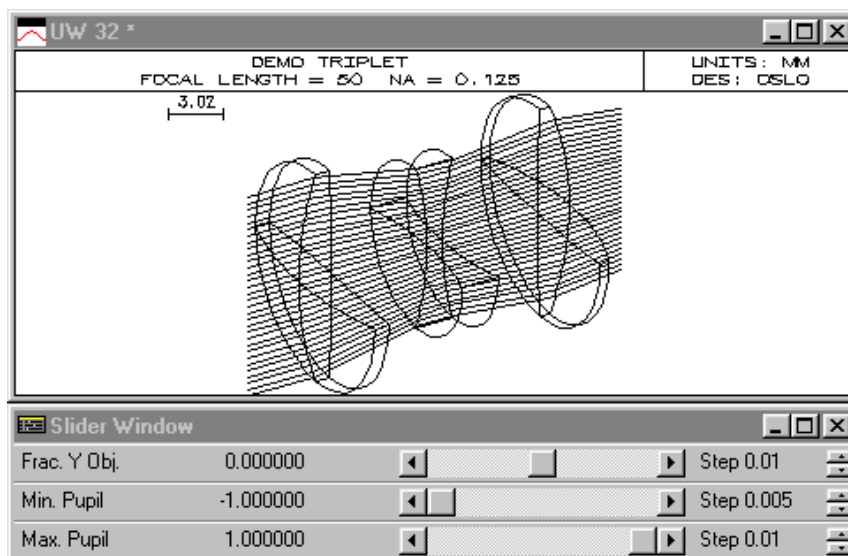 UW 32 *
DEMO TRIPLET
FOCAL LENGTH = 50 NA = 0.125
UNITS: MM
DES: OSLO
3.02
Slider Window
Frac. Y Obj. 0.000000 Step 0.01
Min. Pupil -1.000000 Step 0.005
Max. Pupil 1.000000 Step 0.01